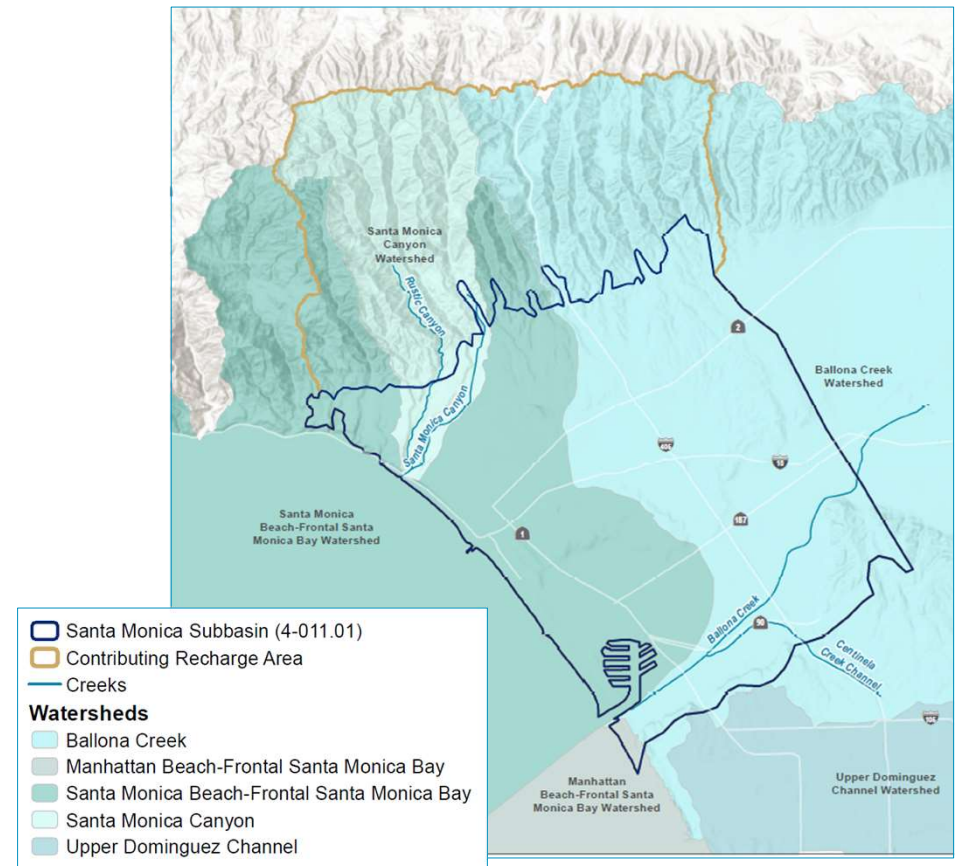 Santa Monica
Canyon
Watershed
Rustic Canyon
2
Ballona Creek
Watershed
Santa Monica Canyon
405
10
Santa Monica
Beach-Frontal Santa
Monica Bay Watershed
187
1
Ballona Creek
90
Centinela
Creek Channel
Manhattan
Beach-Frontal Santa
Monica Bay Watershed
Upper Dominguez
Channel Watershed
Santa Monica Subbasin (4-011.01)
Contributing Recharge Area
Creeks
Watersheds
Ballona Creek
Manhattan Beach-Frontal Santa Monica Bay
Santa Monica Beach-Frontal Santa Monica Bay
Santa Monica Canyon
Upper Dominguez Channel